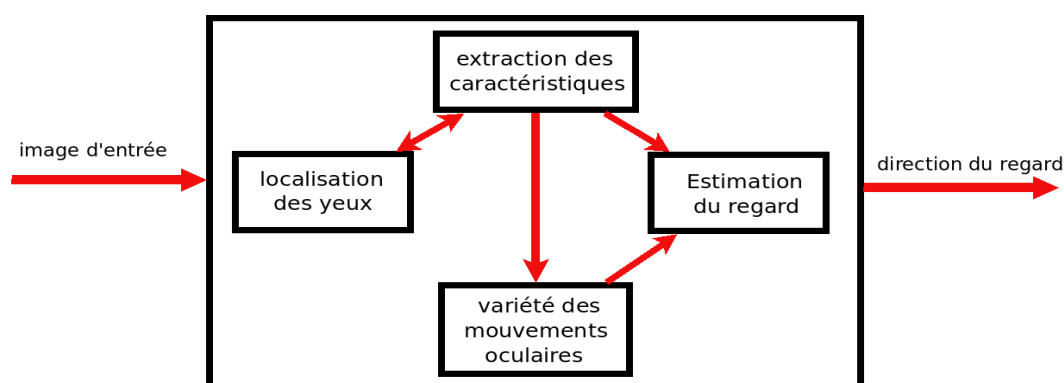 extraction des
caractéristiques
image d'entrée
localisation
des yeux
Estimation
du regard
direction du regard
variété des
mouvements
oculaires